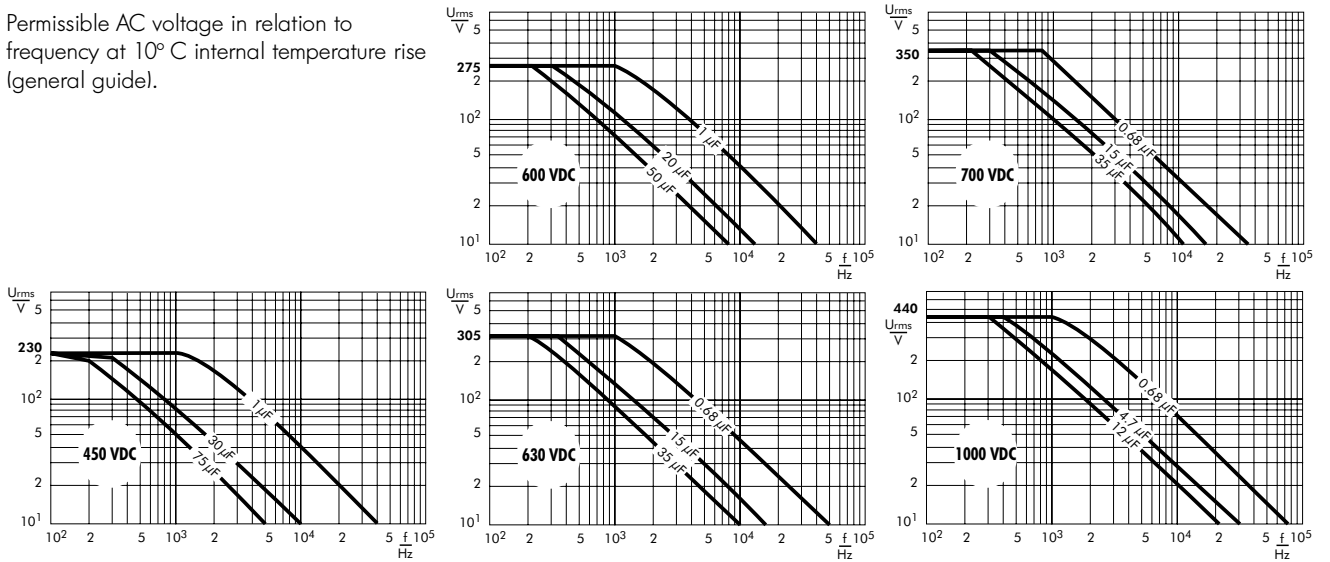 Permissible AC voltage in relation to
frequency at 10° C internal temperature rise
(general guide).
Urms
V
5
275
2
10²
5
2
10¹
1 µF
20 µF
50 µF
600 VDC
10² 2 5 10³ 2 5 10⁴ 2 5 f 10⁵
Hz
Urms
V
5
350
2
10²
5
2
10¹
0.68 µF
15 µF
35 µF
700 VDC
10² 2 5 10³ 2 5 10⁴ 2 5 f 10⁵
Hz
Urms
V
5
230
2
10²
5
2
10¹
1 µF
30 µF
75 µF
450 VDC
10² 2 5 10³ 2 5 10⁴ 2 5 f 10⁵
Hz
Urms
V
5
305
2
10²
5
2
10¹
0.68 µF
15 µF
35 µF
630 VDC
10² 2 5 10³ 2 5 10⁴ 2 5 f 10⁵
Hz
440
Urms
V
2
10²
5
2
10¹
0.68 µF
4.7 µF
12 µF
1000 VDC
10² 2 5 10³ 2 5 10⁴ 2 5 f 10⁵
Hz